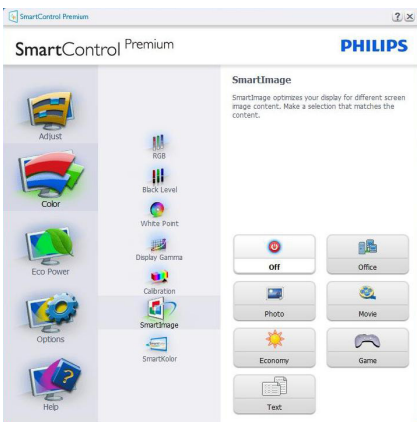 SmartControl Premium
SmartControl Premium
PHILIPS
Adjust
Color
Eco Power
Options
Help
RGB
Black Level
White Point
Display Gamma
Calibration
SmartImage
SmartKolor
SmartImage
SmartImage optimizes your display for different screen
image content. Make a selection that matches the
content.
Off
Office
Photo
Movie
Economy
Game
Text